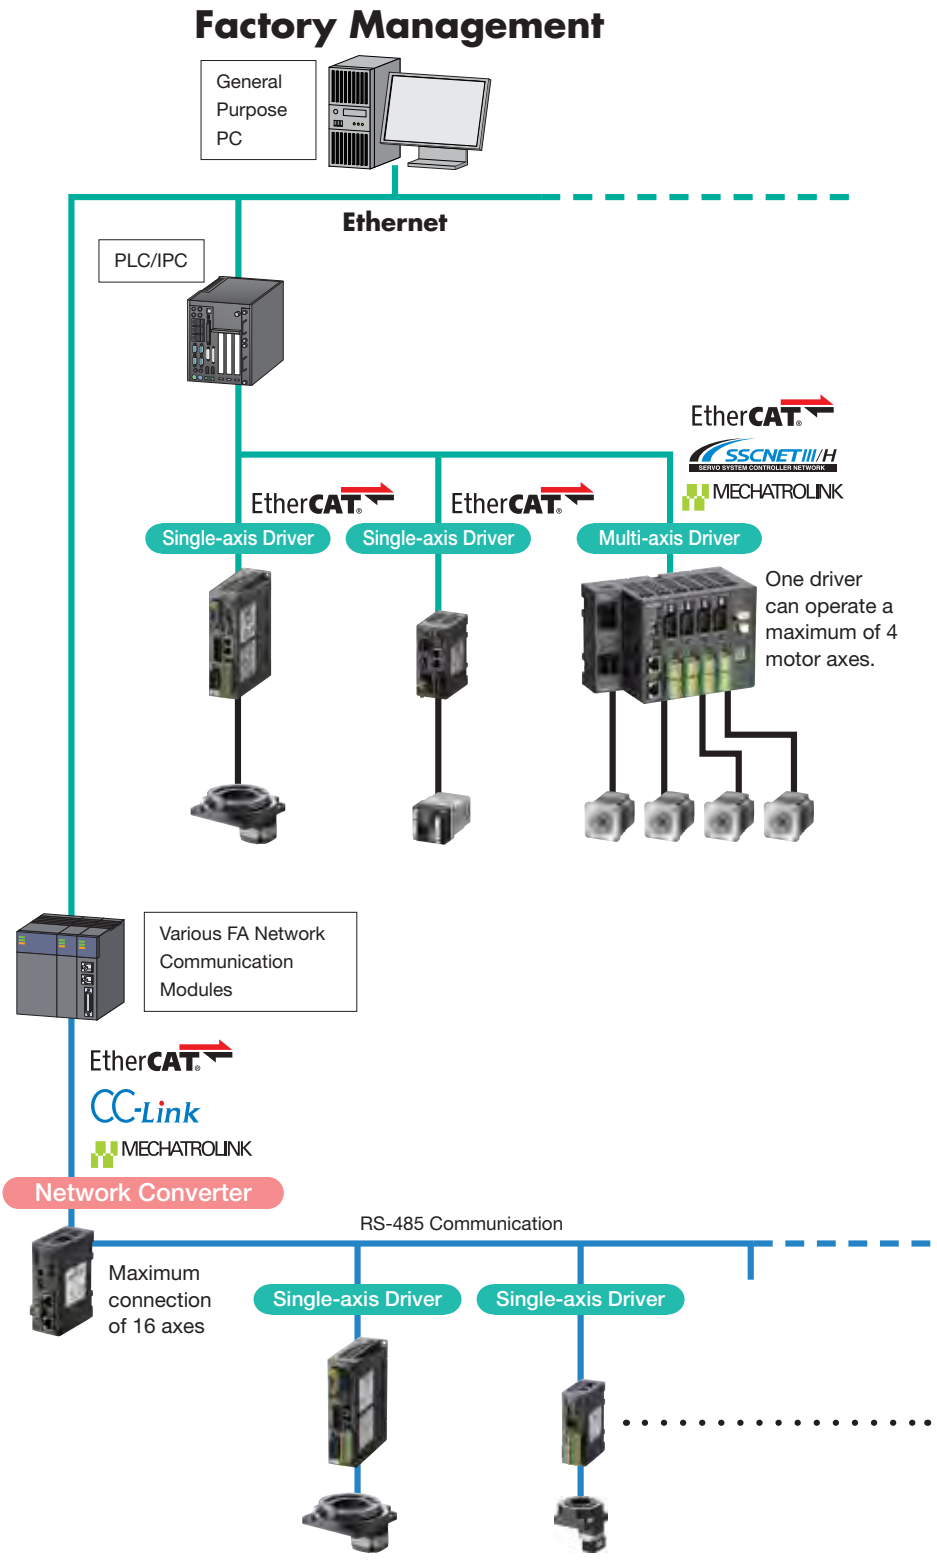 Factory Management
General
Purpose
PC
Ethernet
PLC/IPC
EtherCAT®
SSCNETIII/H
SERVO SYSTEM CONTROLLER NETWORK
MECHATROLINK
EtherCAT®
EtherCAT®
Single-axis Driver
Single-axis Driver
Multi-axis Driver
One driver
can operate a
maximum of 4
motor axes.
Various FA Network
Communication
Modules
EtherCAT®
CC-Link
MECHATROLINK
Network Converter
RS-485 Communication
Maximum
connection
of 16 axes
Single-axis Driver
Single-axis Driver